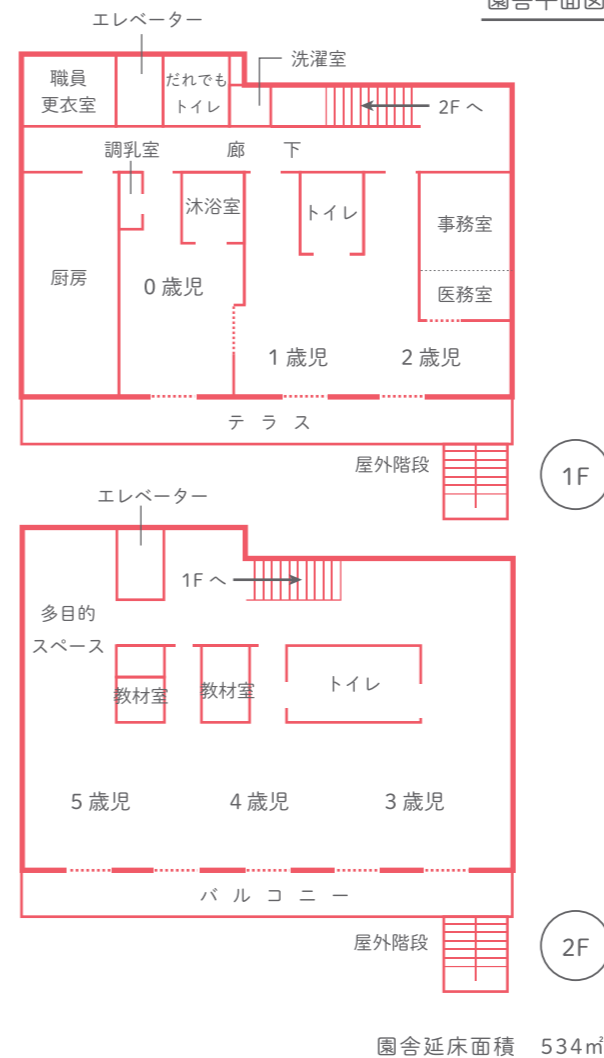 園舎平面図
エレベーター
洗濯室
職員
更衣室
だれでも
トイレ
2F へ
調乳室
廊 下
沐浴室
トイレ
事務室
厨房
0 歳児
医務室
1 歳児
2 歳児
テ ラ ス
屋外階段
1F
エレベーター
1F へ
多目的
スペース
教材室
教材室
トイレ
5 歳児
4 歳児
3 歳児
バ ル コ ニ ー
屋外階段
2F
園舎延床面積 534㎡